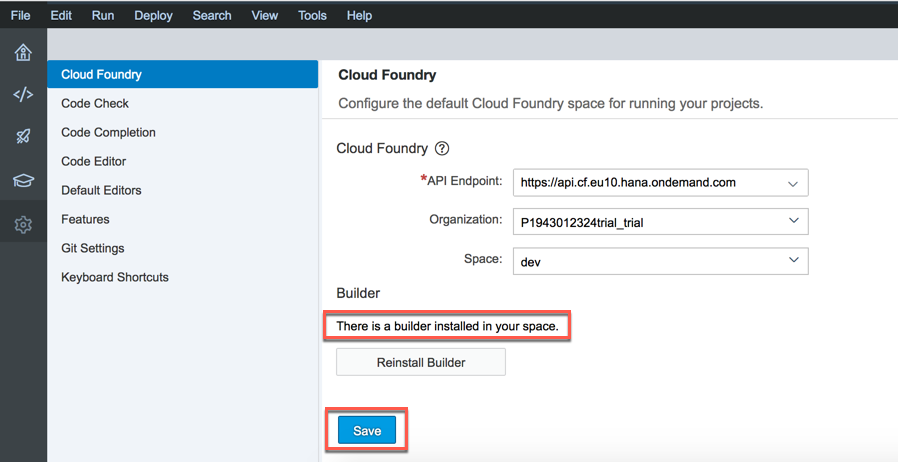 File Edit Run Deploy Search View Tools Help
Cloud Foundry
Code Check
Code Completion
Code Editor
Default Editors
Features
Git Settings
Keyboard Shortcuts
Cloud Foundry
Configure the default Cloud Foundry space for running your projects.
Cloud Foundry ?
*API Endpoint: https://api.cf.eu10.hana.ondemand.com
Organization: P1943012324trial_trial
Space: dev
Builder
There is a builder installed in your space.
Reinstall Builder
Save